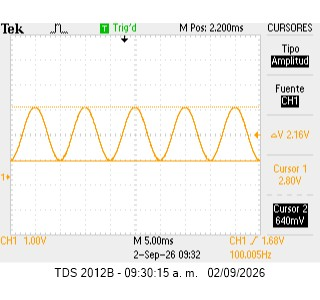 Tek Trig'd M Pos: 2.200ms CURSORES
Tipo
Amplitud
Fuente
CH1
△V 2.16V
Cursor 1
2.80V
Cursor 2
640mV
1
CH1 1.00V M 5.00ms CH1 / 1.68V
2-Sep-26 09:32 100.005Hz
TDS 2012B - 09:30:15 a. m. 02/09/2026